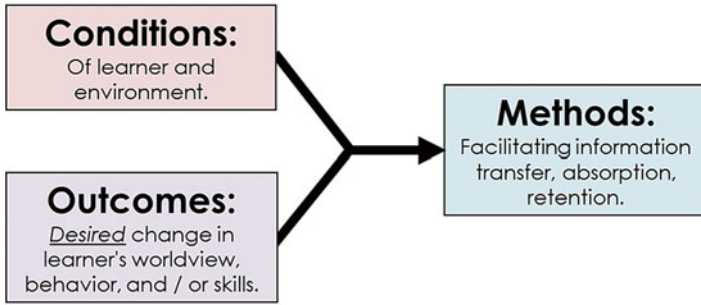 Conditions:
Of learner and
environment.
Outcomes:
Desired change in
learner's worldview,
behavior, and / or skills.
Methods:
Facilitating information
transfer, absorption,
retention.